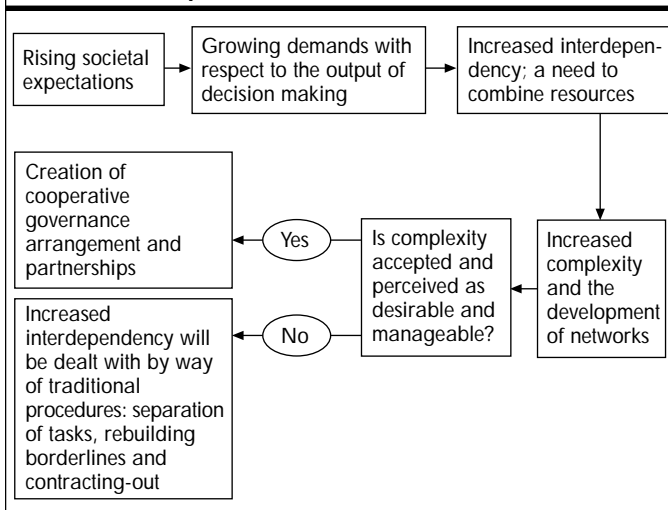 Rising societal
expectations
Growing demands with
respect to the output of
decision making
Increased interdepen-
dency; a need to
combine resources
Increased
complexity
and the
development
of networks
Is complexity
accepted and
perceived as
desirable and
manageable?
Yes
Creation of
cooperative
governance
arrangement and
partnerships
No
Increased
interdependency will
be dealt with by way
of traditional
procedures: separation
of tasks, rebuilding
borderlines and
contracting-out